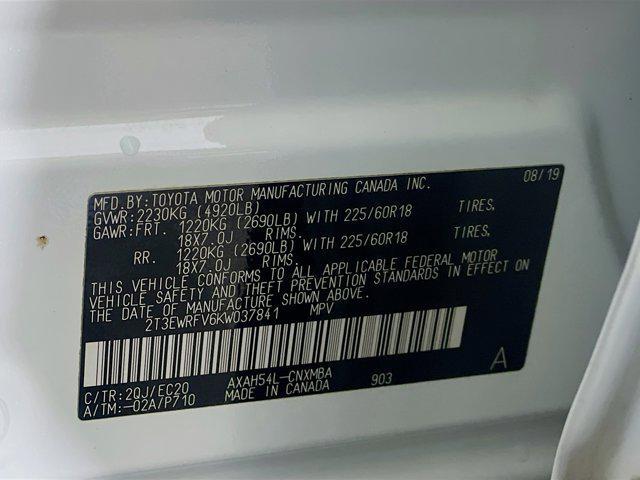 MFD.BY:TOYOTA MOTOR MANUFACTURING CANADA INC. 08/19
GVWR:2230KG (4920LB)
GAWR:FRT. 1220KG (2690LB) WITH 225/60R18 TIRES,
18X7.0J RIMS.
RR. 1220KG (2690LB) WITH 225/60R18 TIRES,
18X7.0J RIMS.
THIS VEHICLE CONFORMS TO ALL APPLICABLE FEDERAL MOTOR
VEHICLE SAFETY AND THEFT PREVENTION STANDARDS IN EFFECT ON
THE DATE OF MANUFACTURE SHOWN ABOVE.
2T3EWRFV6KW037841 MPV
C/TR:2QJ/EC20 AXAH54L-CNXMBA 903 A
A/TM:-02A/P710 MADE IN CANADA